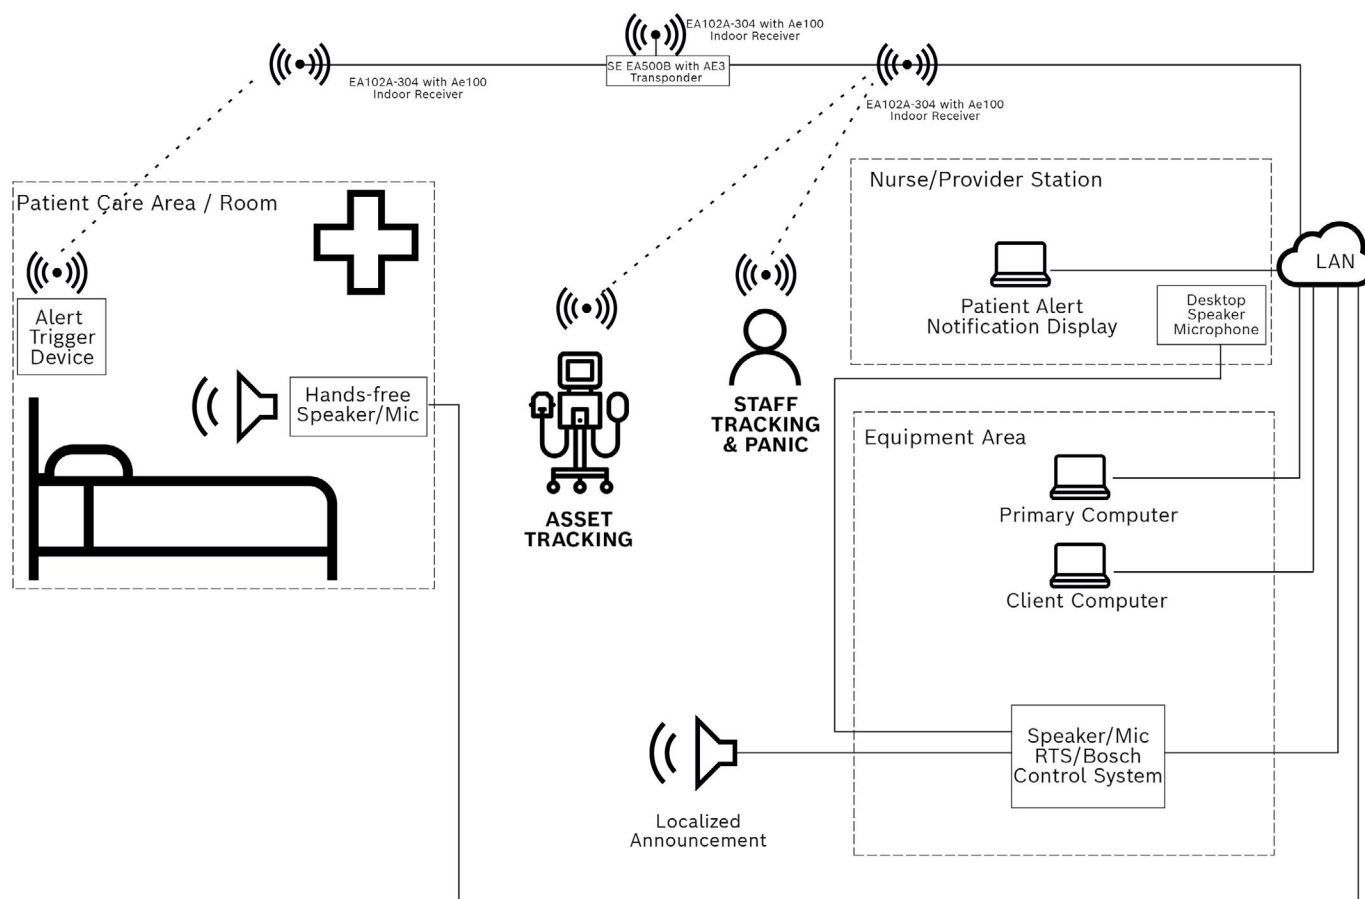 EA102A-304 with Ae100
Indoor Receiver
SE EA500B with AE3
Transponder
EA102A-304 with Ae100
Indoor Receiver
EA102A-304 with Ae100
Indoor Receiver
Patient Care Area / Room
Alert
Trigger
Device
Hands-free
Speaker/Mic
ASSET
TRACKING
STAFF
TRACKING
& PANIC
Nurse/Provider Station
Patient Alert
Notification Display
Desktop
Speaker
Microphone
LAN
Equipment Area
Primary Computer
Client Computer
Speaker/Mic
RTS/Bosch
Control System
Localized
Announcement